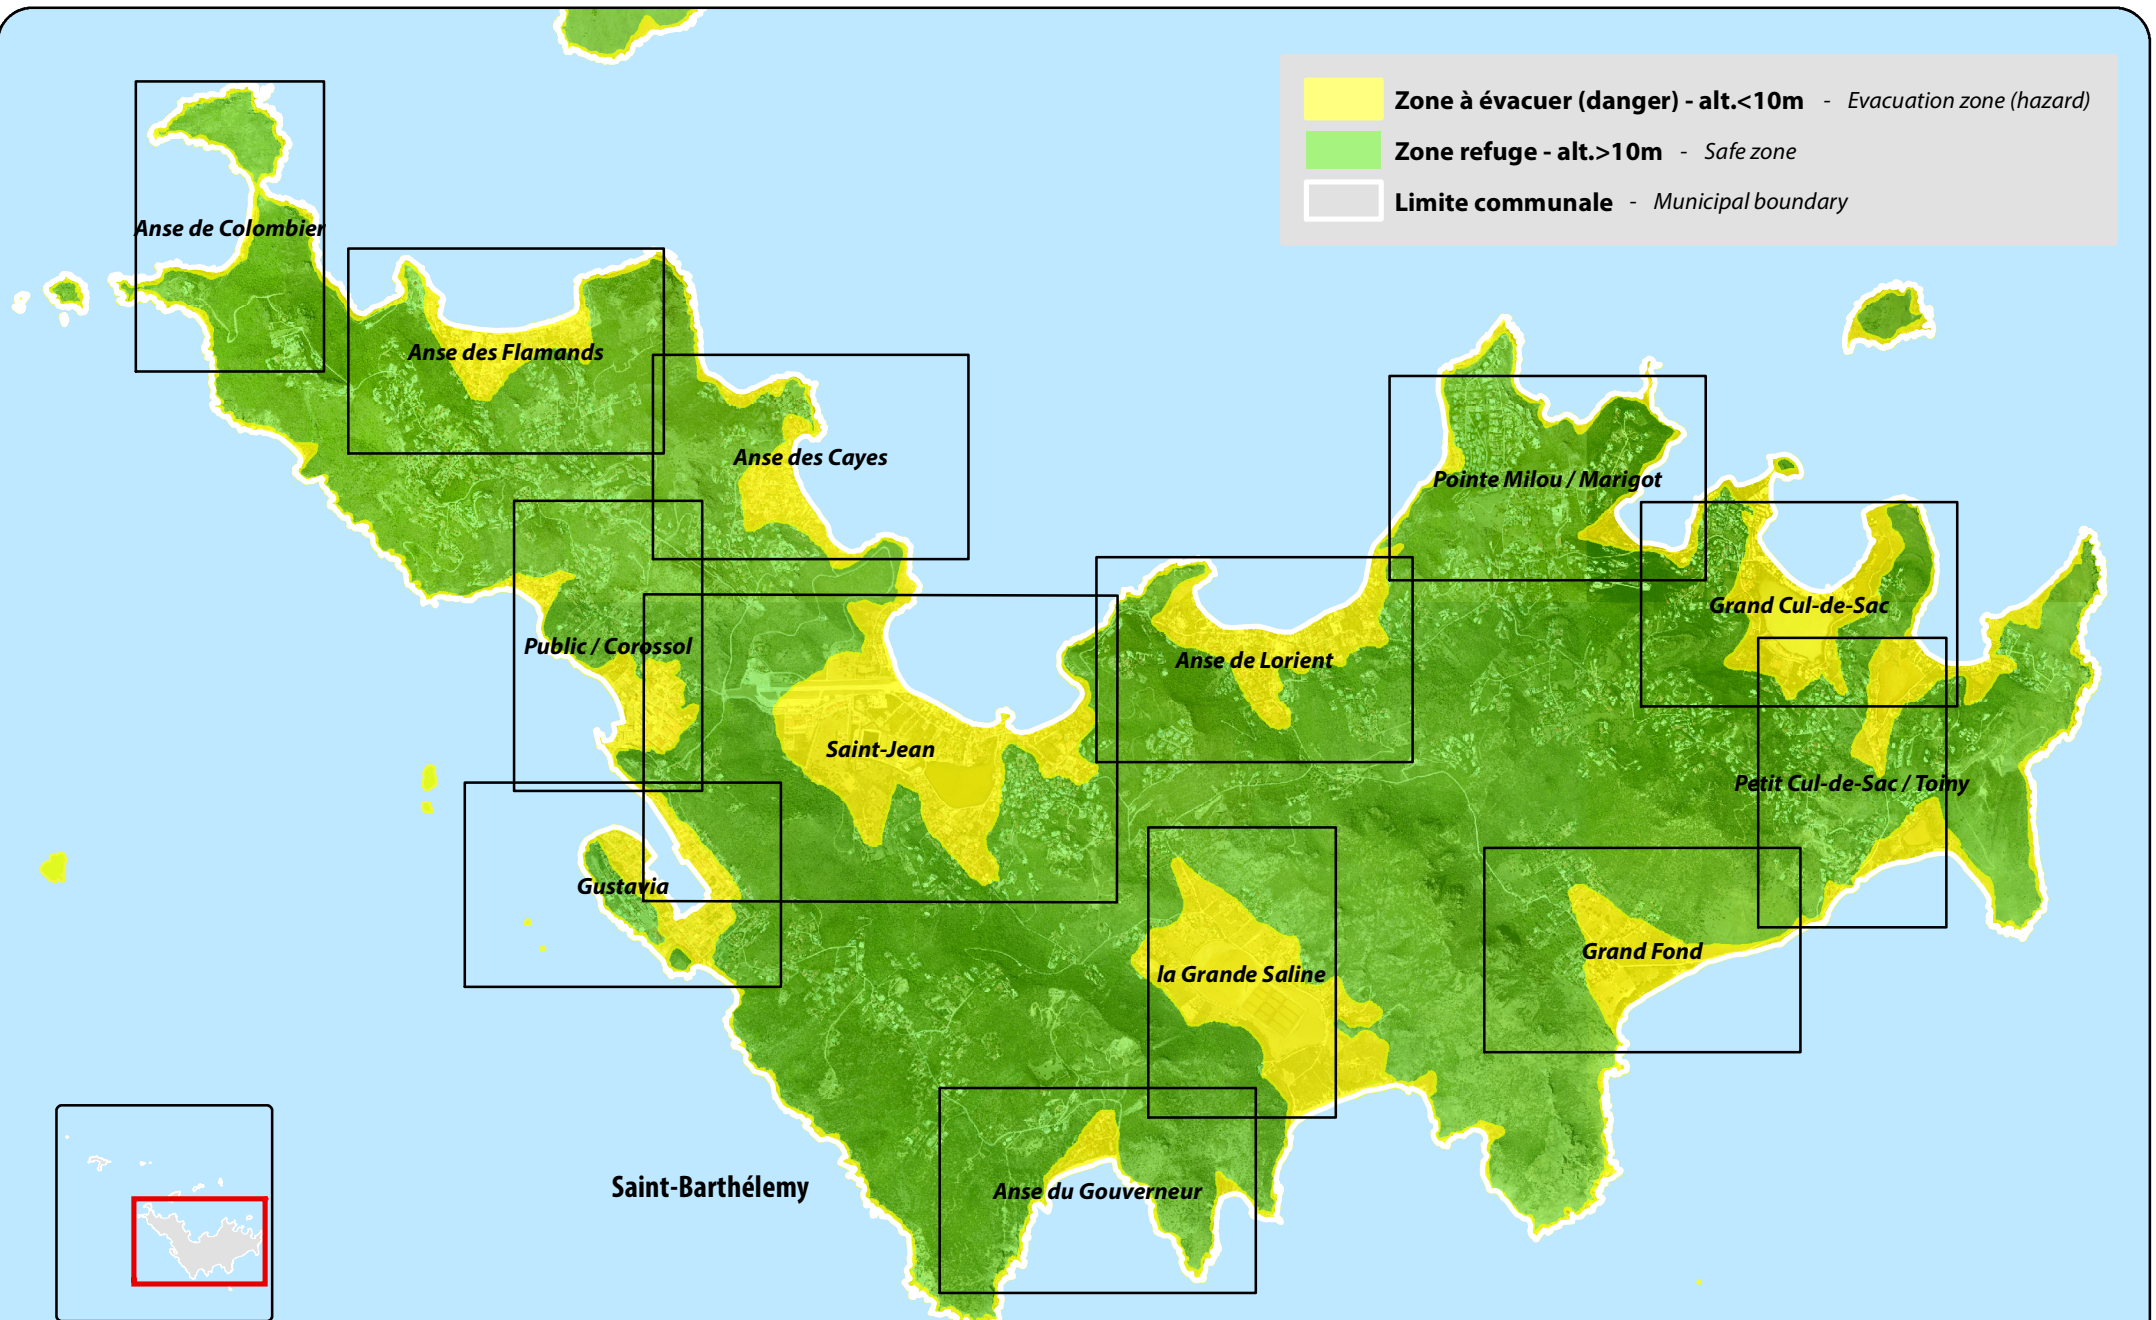 Zone à évacuer (danger) - alt.<10m - Evacuation zone (hazard)
Zone refuge - alt.>10m - Safe zone
Limite communale - Municipal boundary
Anse de Colombier
Anse des Flamands
Anse des Cayes
Pointe Milou / Marigot
Grand Cul-de-Sac
Public / Corossol
Anse de Lorient
Saint-Jean
Petit Cul-de-Sac / Toiny
Gustavia
Grand Fond
la Grande Saline
Saint-Barthélemy
Anse du Gouverneur